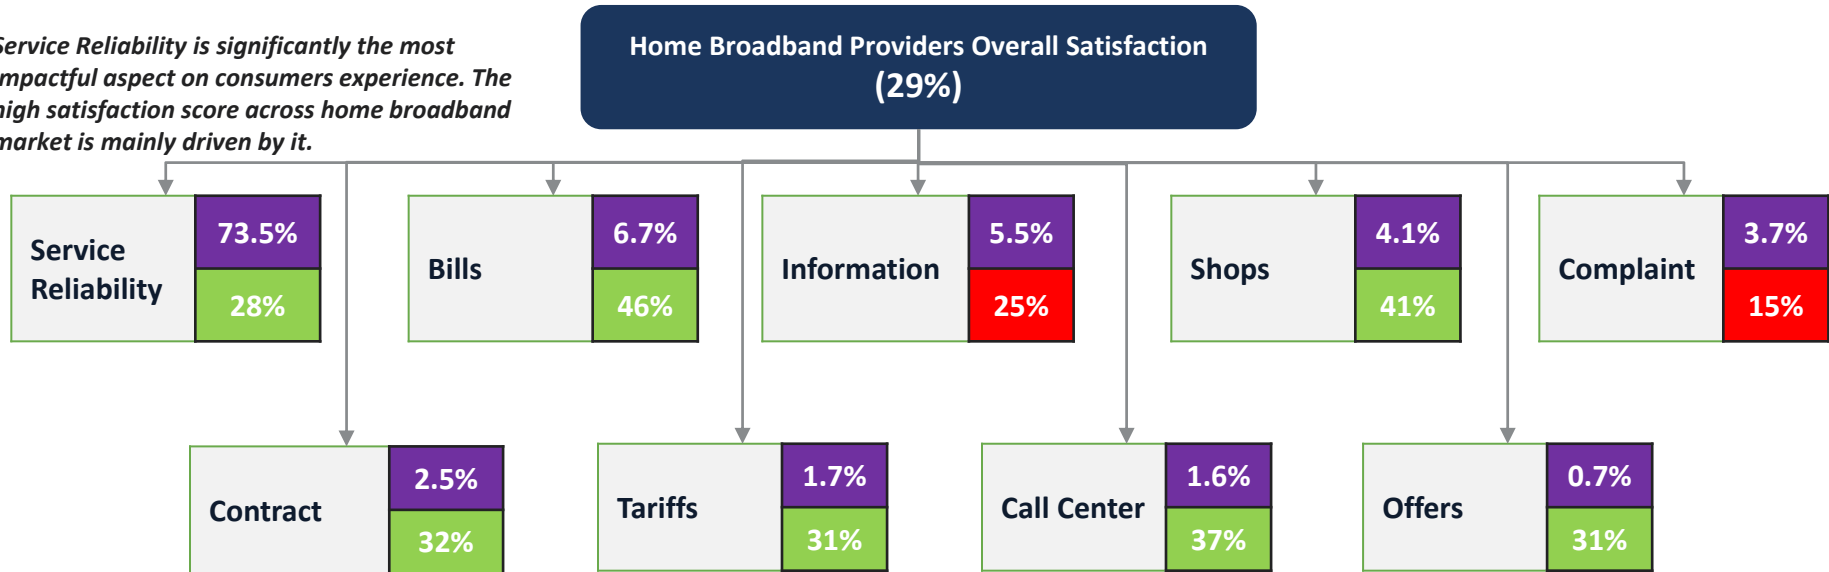 Service Reliability is significantly the most
impactful aspect on consumers experience. The
high satisfaction score across home broadband
market is mainly driven by it.
Home Broadband Providers Overall Satisfaction
(29%)
Service
Reliability
73.5%
28%
Bills
6.7%
46%
Information
5.5%
25%
Shops
4.1%
41%
Complaint
3.7%
15%
Contract
2.5%
32%
Tariffs
1.7%
31%
Call Center
1.6%
37%
Offers
0.7%
31%